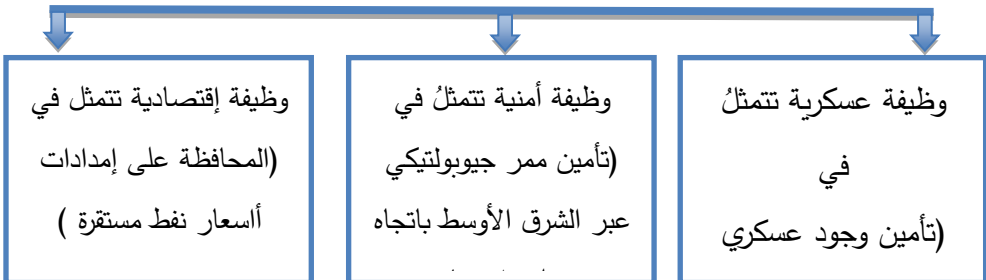 وظيفة عسكرية تتمثلُ
في
(تأمين وجود عسكري
وظيفة أمنية تتمثلُ في
(تأمين ممر جيوبولتيكي
عبر الشرق الأوسط باتجاه
وظيفة إقتصادية تتمثل في
(المحافظة على إمدادات
أاسعار نفط مستقرة )